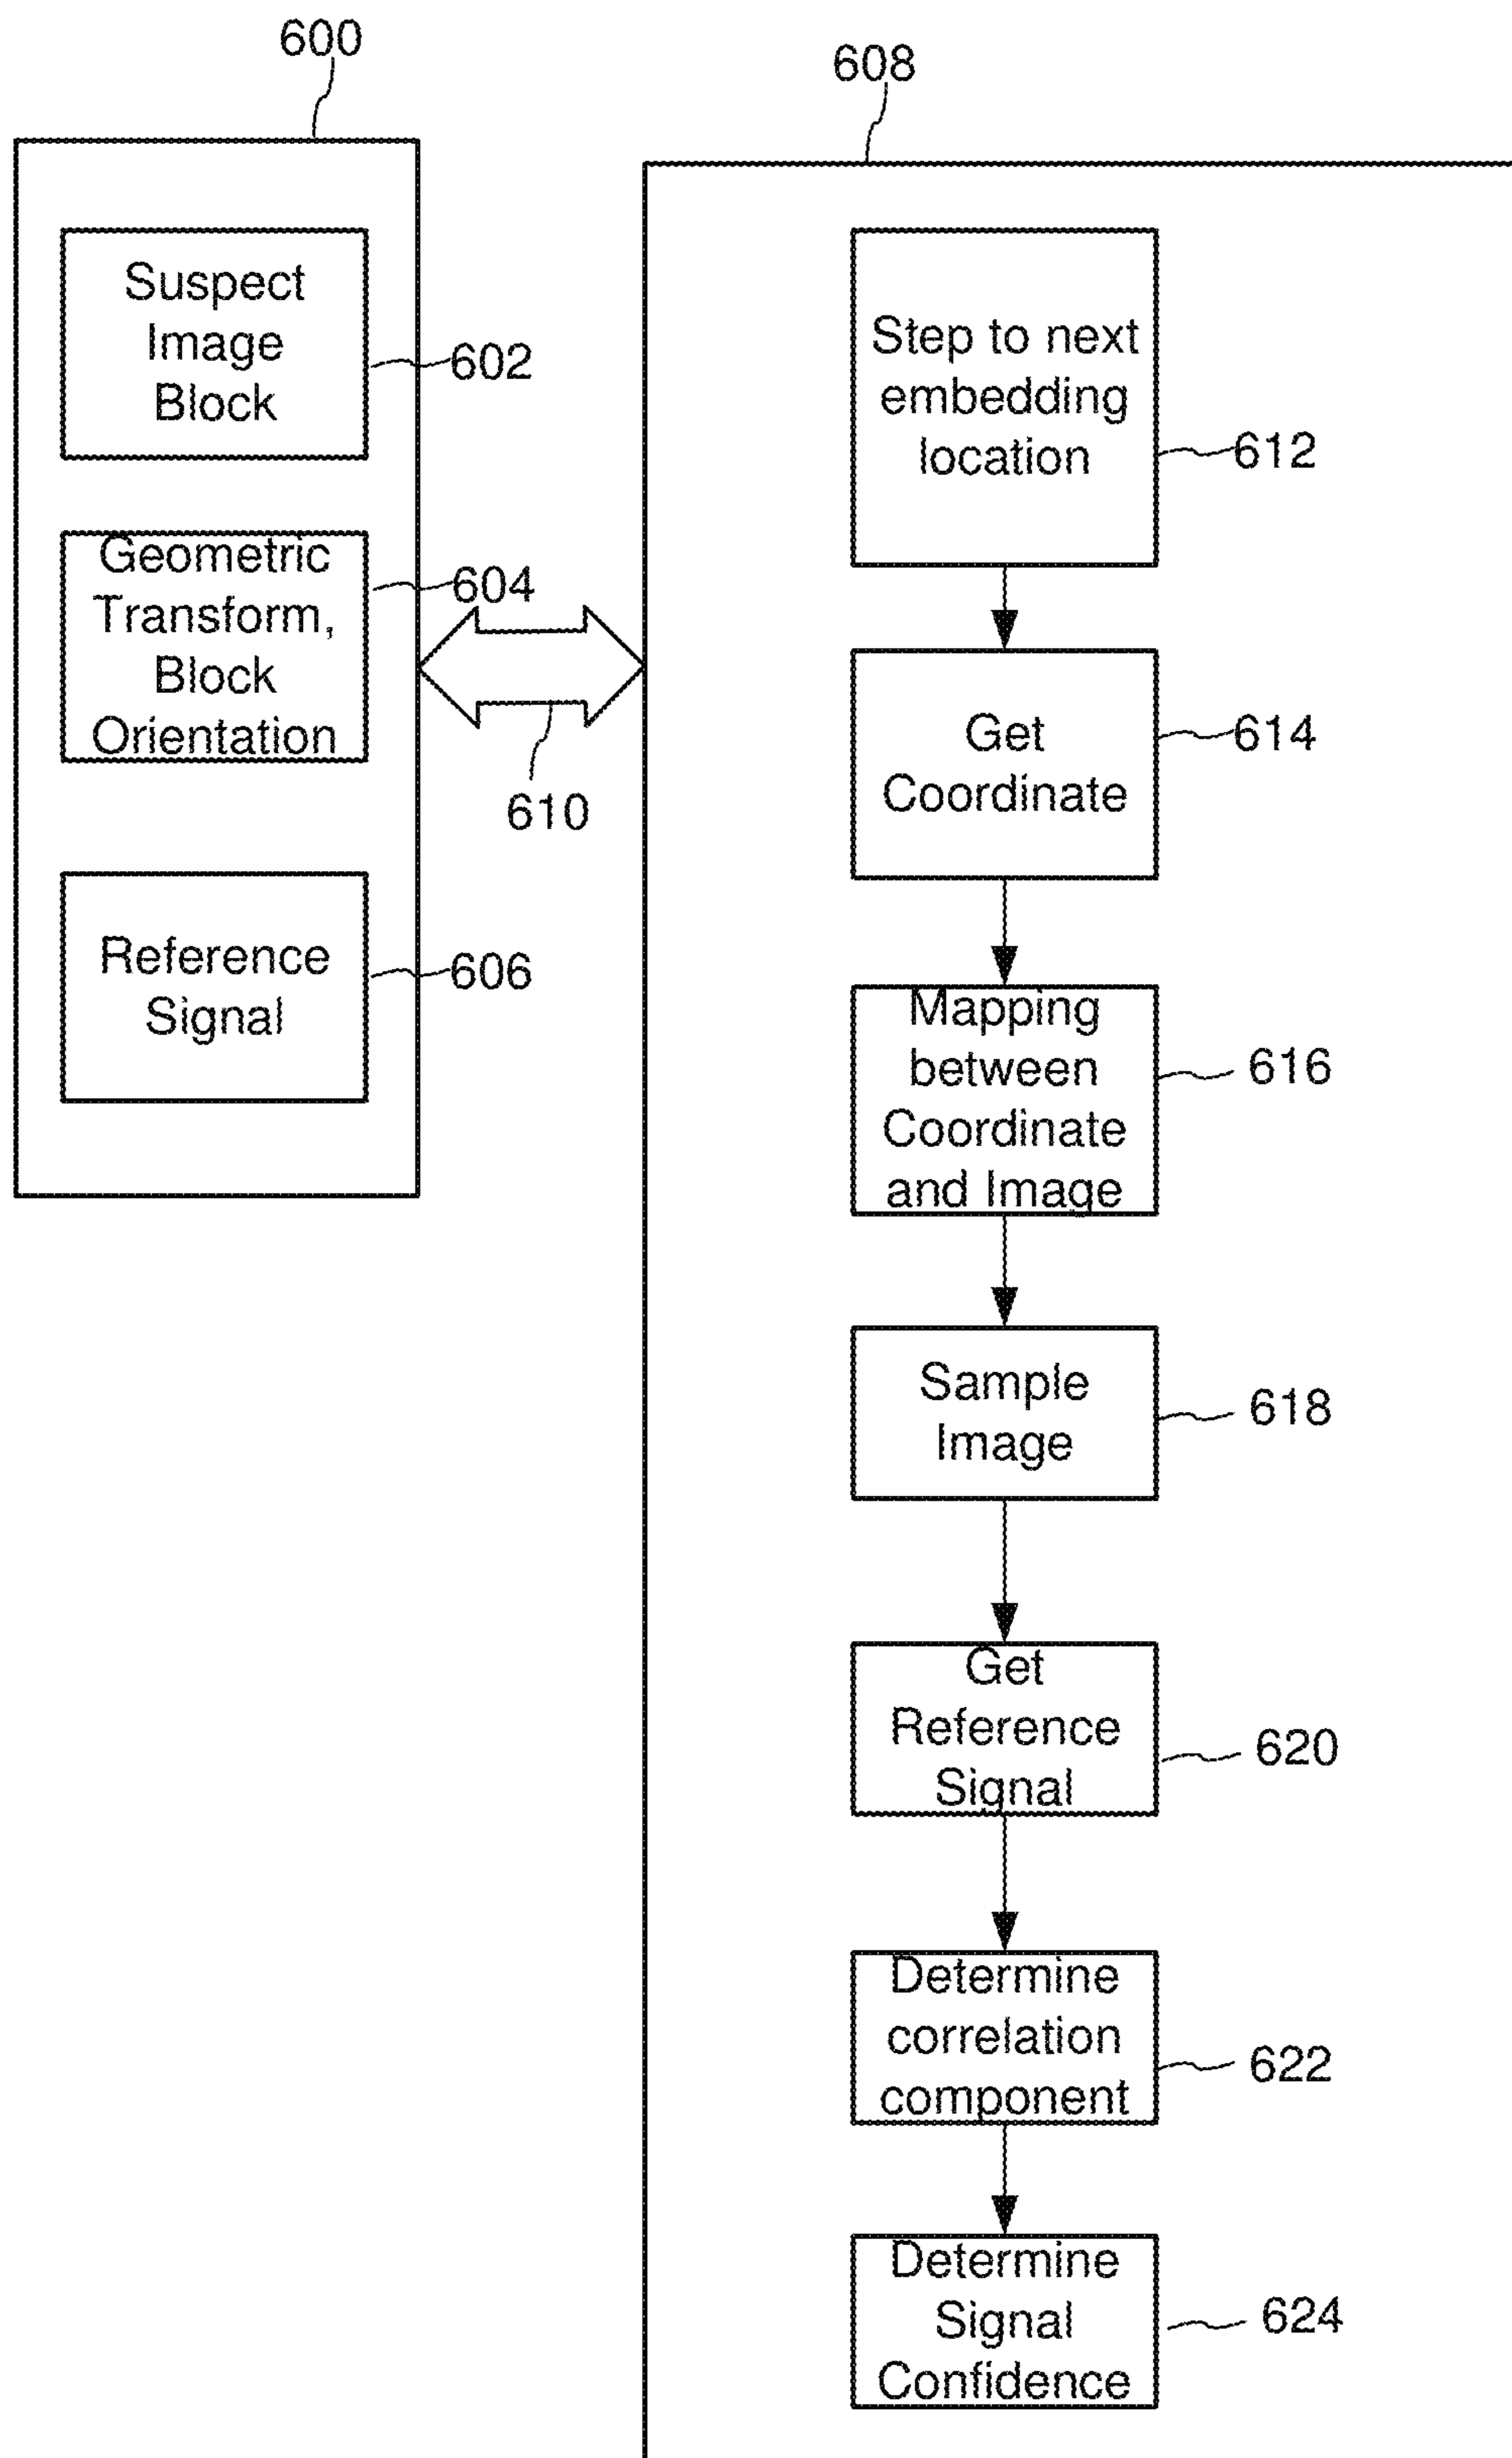 600
Suspect
Image
Block
602
Geometric
Transform,
Block
Orientation
604
Reference
Signal
606
610
608
Step to next
embedding
location
612
Get
Coordinate
614
Mapping
between
Coordinate
and Image
616
Sample
Image
618
Get
Reference
Signal
620
Determine
correlation
component
622
Determine
Signal
Confidence
624